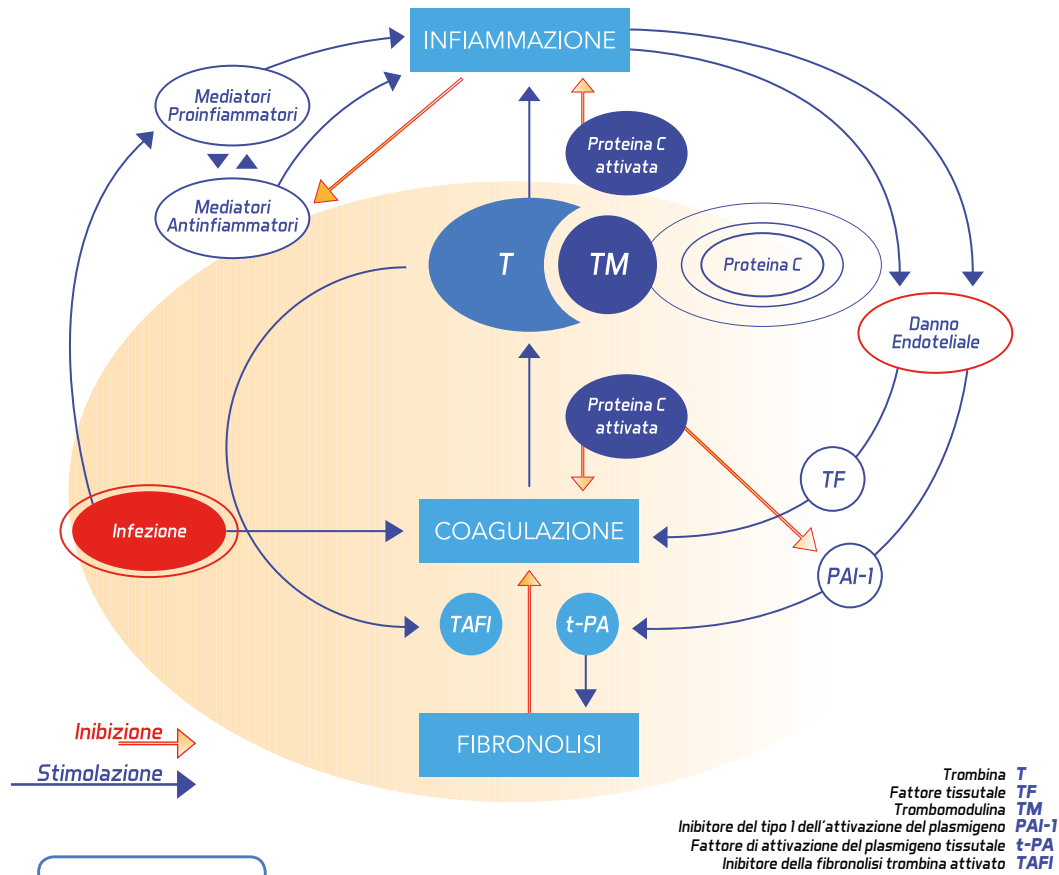 INFIAMMAZIONE
Mediatori
Proinfiammatori
Proteina C
attivata
Mediatori
Antinfiammatori
T
TM
Proteina C
Danno
Endoteliale
Proteina C
attivata
TF
Infezione
COAGULAZIONE
PAI-1
TAFI
t-PA
FIBRONOLISI
Inibizione
Stimolazione
Trombina T
Fattore tissutale TF
Trombomodulina TM
Inibitore del tipo 1 dell'attivazione del plasmigeno PAI-1
Fattore di attivazione del plasmigeno tissutale t-PA
Inibitore della fibronolisi trombina attivato TAFI